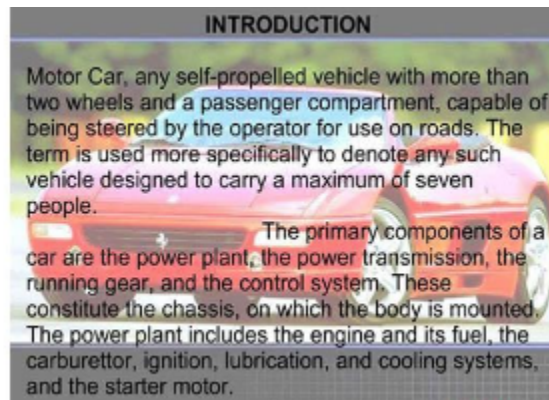 INTRODUCTION
Motor Car, any self-propelled vehicle with more than
two wheels and a passenger compartment, capable of
being steered by the operator for use on roads. The
term is used more specifically to denote any such
vehicle designed to carry a maximum of seven
people.
The primary components of a
car are the power plant, the power transmission, the
running gear, and the control system. These
constitute the chassis, on which the body is mounted.
The power plant includes the engine and its fuel, the
carburettor, ignition, lubrication, and cooling systems,
and the starter motor.